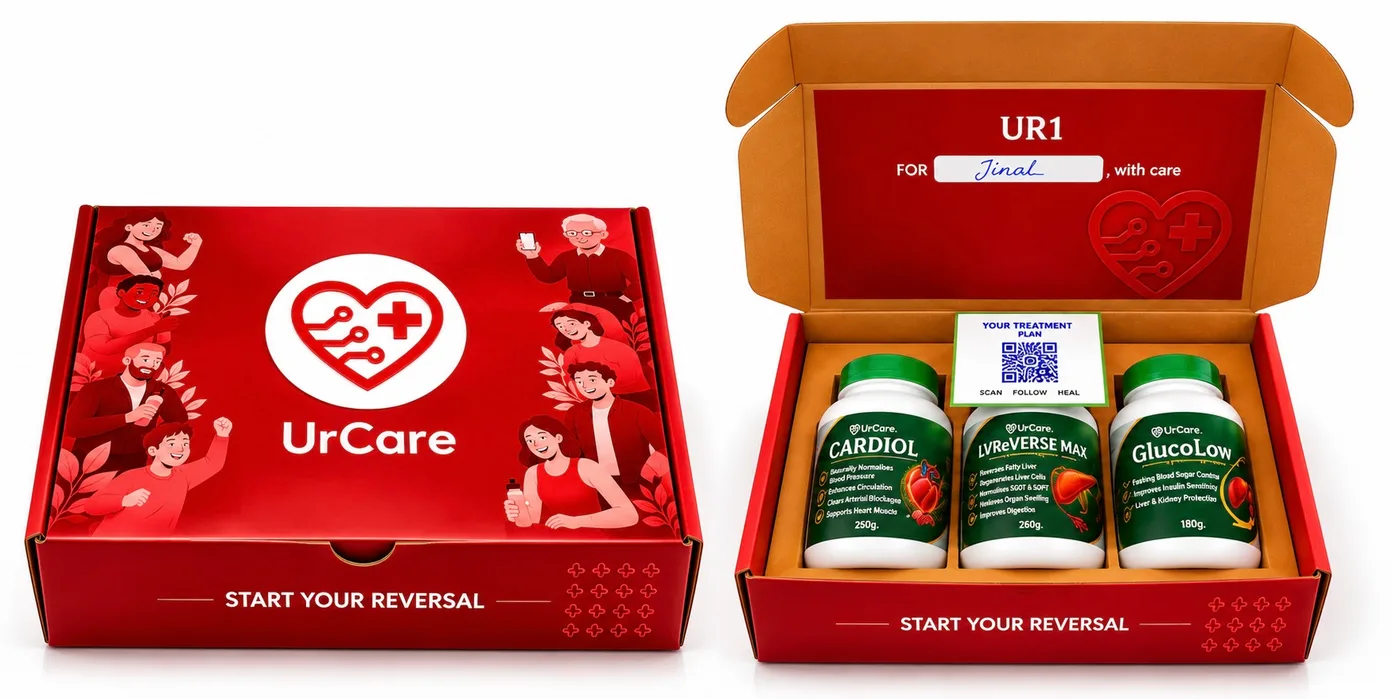 UrCare
START YOUR REVERSAL
UR1
FOR Jinal, with care
YOUR TREATMENT
PLAN
SCAN FOLLOW HEAL
UrCare.
CARDIOL
Naturally Normalises
Blood Pressure
Enhances Circulation
Clears Arterial Blockages
Supports Heart Muscle
250g.
UrCare.
LVReVERSE MAX
Reverses Fatty Liver
Regenerates Liver Cells
Normalises SGOT &
Organ Swelling
Improves Digestion
260g.
UrCare.
GlucoLow
Fasting Blood Sugar Control
Improves Insulin Sensitivity
Liver & Kidney Protection
180g.
START YOUR REVERSAL